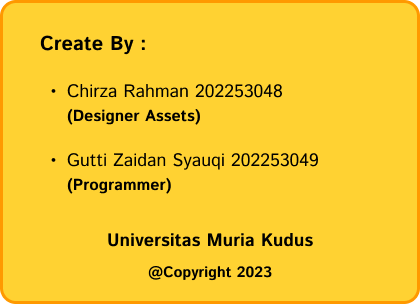 Create By :
• Chirza Rahman 202253048
(Designer Assets)
• Gutti Zaidan Syauqi 202253049
(Programmer)
Universitas Muria Kudus
@Copyright 2023